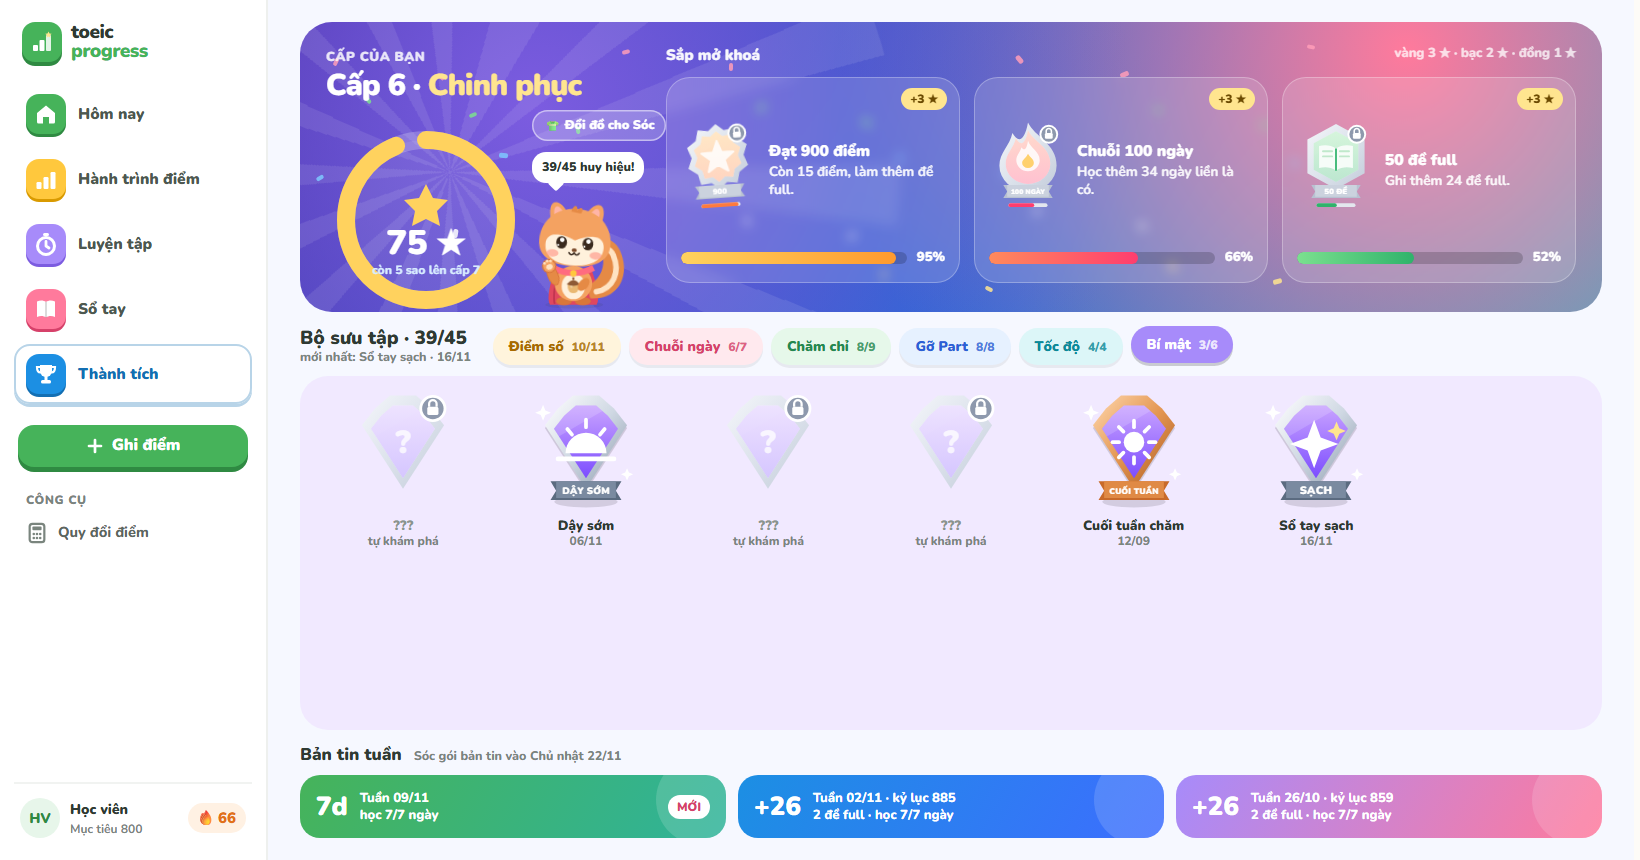 toeic
progress
Hôm nay
Hành trình điểm
Luyện tập
Sổ tay
Thành tích
+ Ghi điểm
CÔNG CỤ
Quy đổi điểm
HV
Học viên
Mục tiêu 800
66
CẤP CỦA BẠN
Cấp 6 · Chinh phục
Đổi đồ cho Sóc
39/45 huy hiệu!
75 ★
còn 5 sao lên cấp 7
Sắp mở khoá
vàng 3 ★ · bạc 2 ★ · đồng 1 ★
+3 ★
900
Đạt 900 điểm
Còn 15 điểm, làm thêm đề
full.
95%
+3 ★
100 NGÀY
Chuỗi 100 ngày
Học thêm 34 ngày liền là
có.
66%
+3 ★
50 ĐỀ
50 đề full
Ghi thêm 24 đề full.
52%
Bộ sưu tập · 39/45
mới nhất: Sổ tay sạch · 16/11
Điểm số 10/11
Chuỗi ngày 6/7
Chăm chỉ 8/9
Gỡ Part 8/8
Tốc độ 4/4
Bí mật 3/6
?
???
tự khám phá
DẬY SỚM
Dậy sớm
06/11
?
???
tự khám phá
?
???
tự khám phá
CUỐI TUẦN
Cuối tuần chăm
12/09
SẠCH
Sổ tay sạch
16/11
Bản tin tuần
Sóc gói bản tin vào Chủ nhật 22/11
7d
Tuần 09/11
học 7/7 ngày
MỚI
+26
Tuần 02/11 · kỷ lục 885
2 đề full · học 7/7 ngày
+26
Tuần 26/10 · kỷ lục 859
2 đề full · học 7/7 ngày